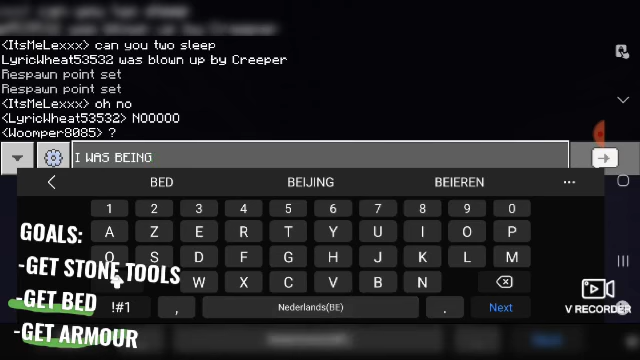 <ItsMeLexxx> can you two sleep
LyricWheat53532 was blown up by Creeper
Respawn point set
Respawn point set
<ItsMeLexxx> oh no
<LyricWheat53532> NOOOOO
<Woomper8085> ?
I WAS BEING
BED BEIJING BEIEREN ...
1 2 3 4 5 6 7 8 9 0
A Z E R T Y U I O P
Q S D F G H J K L M
W X C V B N
!#1 , Nederlands(BE) . Next
GOALS:
-GET STONE TOOLS
-GET BED
-GET ARMOUR
V RECORDER